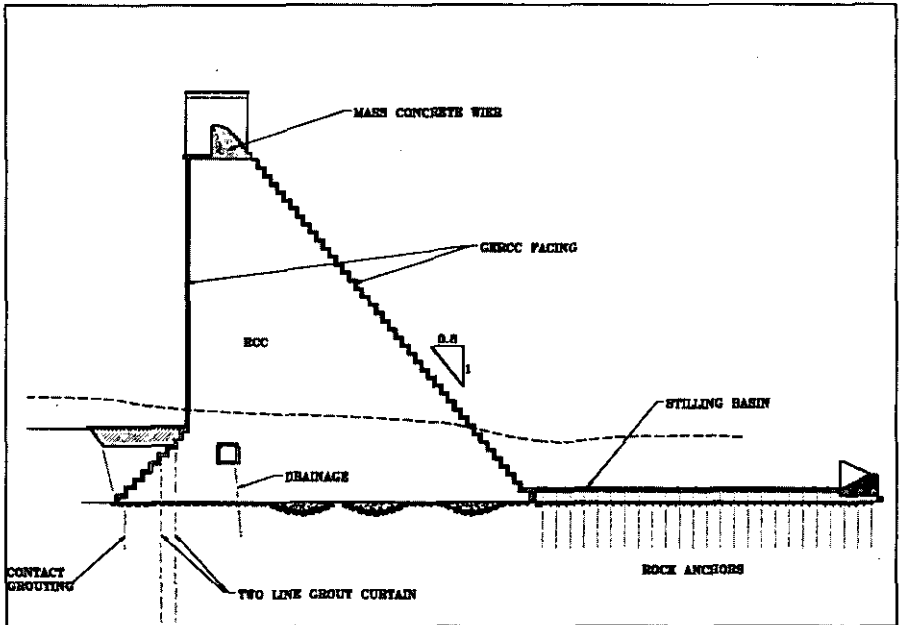 MASS CONCRETE WIER
GERCC FACING
RCC
0.8
1
STILLING BASIN
DRAINAGE
CONTACT
GROUTING
TWO LINE GROUT CURTAIN
ROCK ANCHORS